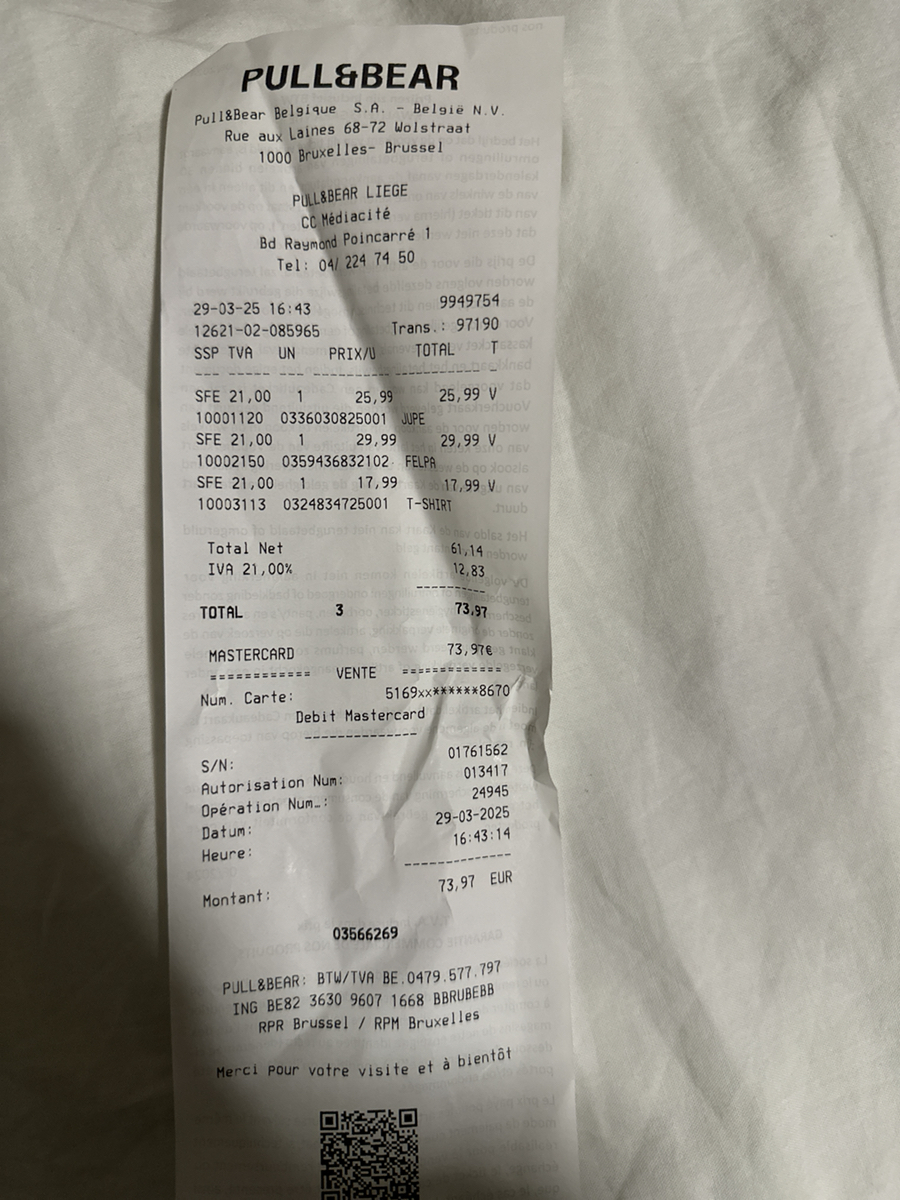 PULL&BEAR
Pull&Bear Belgique S.A. - België N.V.
Rue aux Laines 68-72 Wolstraat
1000 Bruxelles- Brussel
PULL&BEAR LIEGE
CC Médiacité
Bd Raymond Poincarré 1
Tel: 04/ 224 74 50
29-03-25 16:43 9949754
12621-02-085965 Trans.: 97190
SSP TVA UN PRIX/U TOTAL T
--- ----- --- ---------- ----------- -
SFE 21,00 1 25,99 25,99 V
10001120 0336030825001 JUPE
SFE 21,00 1 29,99 29,99 V
10002150 0359436832102 FELPA
SFE 21,00 1 17,99 17,99 V
10003113 0324834725001 T-SHIRT
Total Net 61,14
IVA 21,00% 12,83
----------
TOTAL 3 73,97
MASTERCARD 73,97€
============ VENTE ============
Num. Carte: 5169xx******8670
Debit Mastercard
--------------
S/N: 01761562
Autorisation Num: 013417
Opération Num…: 24945
Datum: 29-03-2025
Heure: 16:43:14
-------------
Montant: 73,97 EUR
03566269
PULL&BEAR: BTW/TVA BE.0479.577.797
ING BE82 3630 9607 1668 BBRUBEBB
RPR Brussel / RPM Bruxelles
Merci pour votre visite et à bientôt